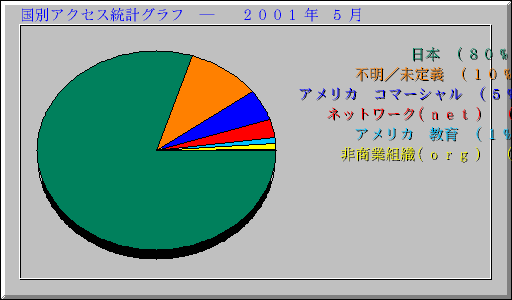 国別アクセス統計グラフ ― ２００１年 ５月
日本 (８０%
不明／未定義 (１０%
アメリカ コマーシャル (５%
ネットワーク(ｎｅｔ) (
アメリカ 教育 (１%
非商業組織(ｏｒｇ) (